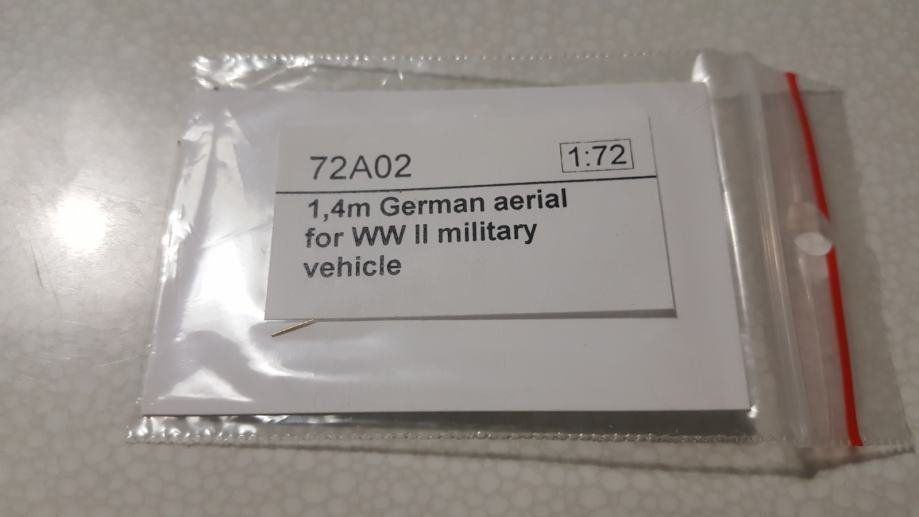 72A02 1:72
1,4m German aerial
for WW II military
vehicle